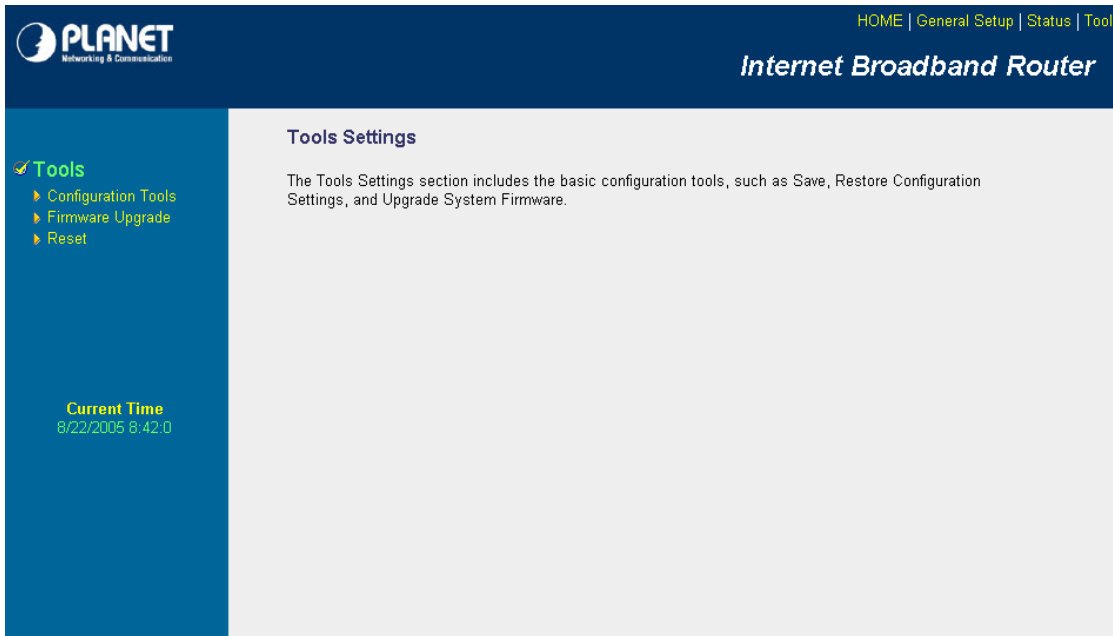 PLANET
Networking & Communication
HOME | General Setup | Status | Tool
Internet Broadband Router
Tools
Configuration Tools
Firmware Upgrade
Reset
Current Time
8/22/2005 8:42:0
Tools Settings
The Tools Settings section includes the basic configuration tools, such as Save, Restore Configuration
Settings, and Upgrade System Firmware.